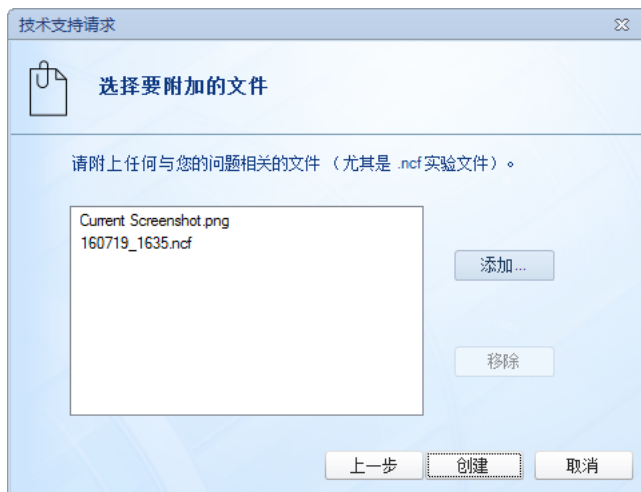 技术支持请求
选择要附加的文件
请附上任何与您的问题相关的文件 （尤其是 .ncf 实验文件）。
Current Screenshot.png
160719_1635.ncf
添加...
移除
上一步
创建
取消